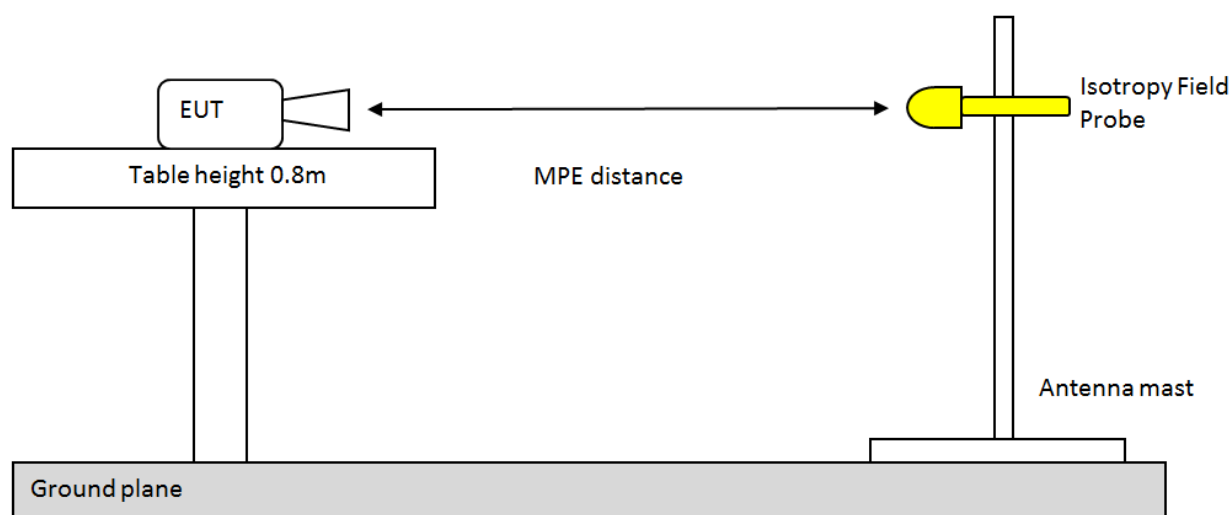 EUT
Isotropy Field
Probe
Table height 0.8m
MPE distance
Antenna mast
Ground plane